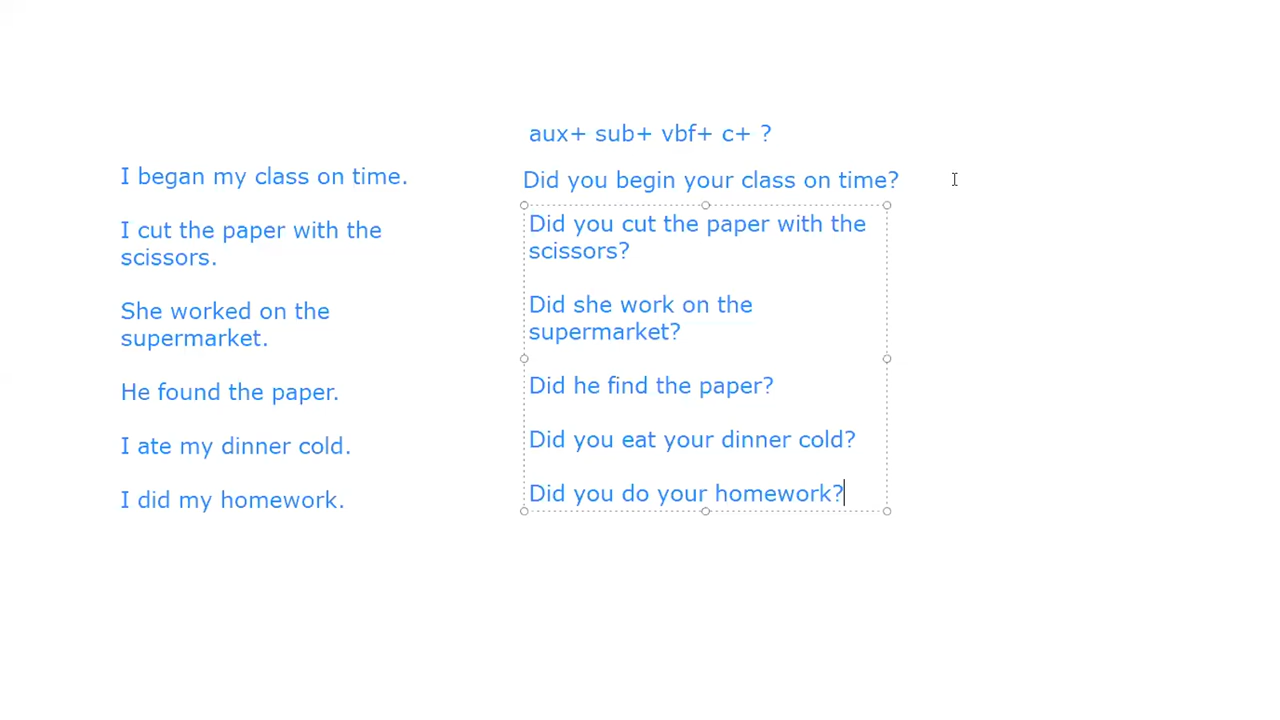 aux+ sub+ vbf+ c+ ?
I began my class on time.
I cut the paper with the
scissors.
She worked on the
supermarket.
He found the paper.
I ate my dinner cold.
I did my homework.
Did you begin your class on time?
Did you cut the paper with the
scissors?
Did she work on the
supermarket?
Did he find the paper?
Did you eat your dinner cold?
Did you do your homework?